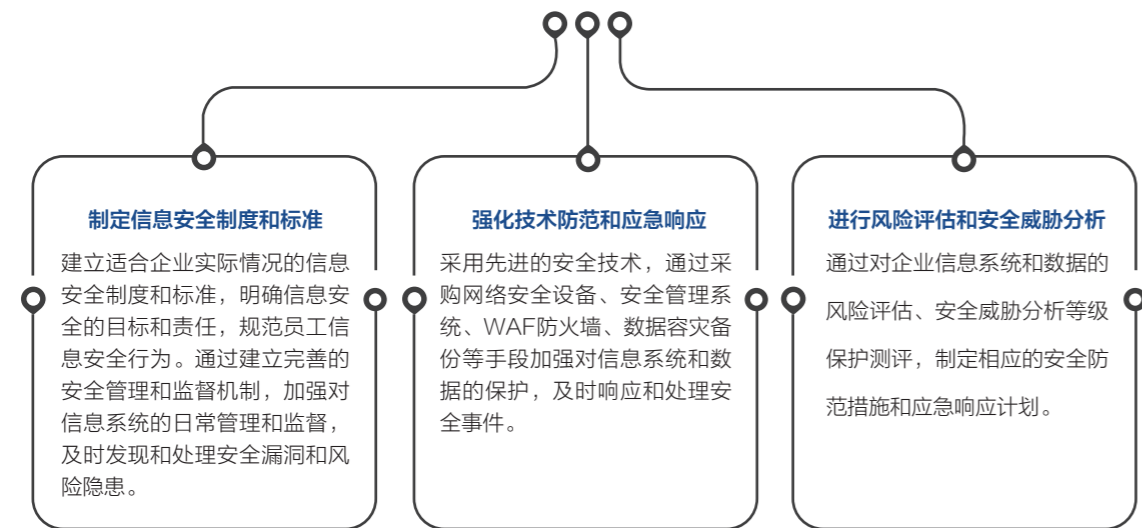 制定信息安全制度和标准
建立适合企业实际情况的信息
安全制度和标准，明确信息安
全的目标和责任，规范员工信
息安全行为。通过建立完善的
安全管理和监督机制，加强对
信息系统的日常管理和监督，
及时发现和处理安全漏洞和风
险隐患。
强化技术防范和应急响应
采用先进的安全技术，通过采
购网络安全设备、安全管理系
统、WAF防火墙、数据容灾备
份等手段加强对信息系统和数
据的保护，及时响应和处理安
全事件。
进行风险评估和安全威胁分析
通过对企业信息系统和数据的
风险评估、安全威胁分析等级
保护测评，制定相应的安全防
范措施和应急响应计划。